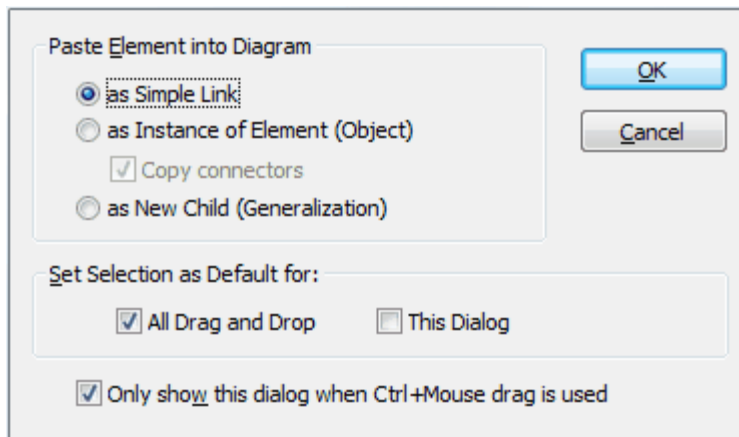 Paste Element into Diagram
as Simple Link
as Instance of Element (Object)
Copy connectors
as New Child (Generalization)
OK
Cancel
Set Selection as Default for:
All Drag and Drop
This Dialog
Only show this dialog when Ctrl+Mouse drag is used